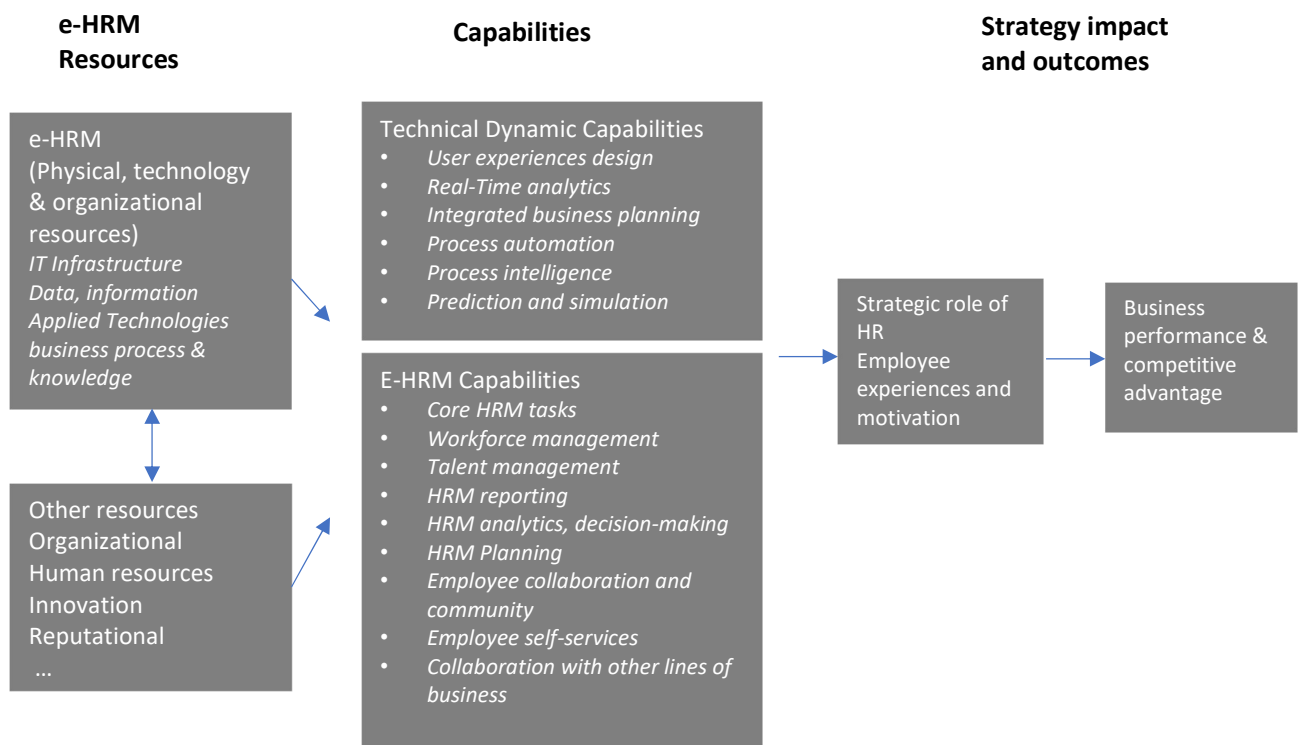 e-HRM
Resources
Capabilities
Strategy impact
and outcomes
e-HRM
(Physical, technology
& organizational
resources)
IT Infrastructure
Data, information
Applied Technologies
business process &
knowledge
Other resources
Organizational
Human resources
Innovation
Reputational
...
Technical Dynamic Capabilities
• User experiences design
• Real-Time analytics
• Integrated business planning
• Process automation
• Process intelligence
• Prediction and simulation
E-HRM Capabilities
• Core HRM tasks
• Workforce management
• Talent management
• HRM reporting
• HRM analytics, decision-making
• HRM Planning
• Employee collaboration and
community
• Employee self-services
• Collaboration with other lines of
business
Strategic role of
HR
Employee
experiences and
motivation
Business
performance &
competitive
advantage